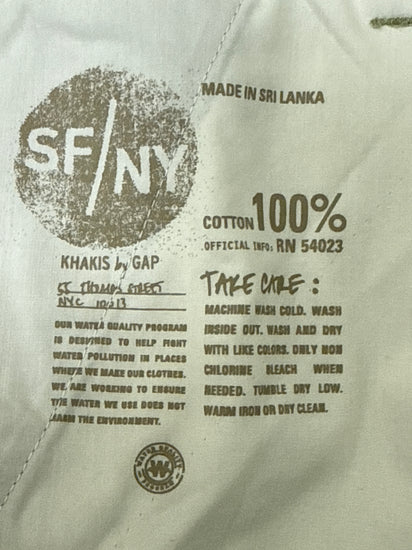 SF/NY
MADE IN SRI LANKA
COTTON 100%
OFFICIAL INFO: RN 54023
KHAKIS by GAP
55 THOMAS STREET
NYC 10013
OUR WATER QUALITY PROGRAM
IS DESIGNED TO HELP FIGHT
WATER POLLUTION IN PLACES
WHERE WE MAKE OUR CLOTHES.
WE ARE WORKING TO ENSURE
THE WATER WE USE DOES NOT
HARM THE ENVIRONMENT.
TAKE CARE:
MACHINE WASH COLD. WASH
INSIDE OUT. WASH AND DRY
WITH LIKE COLORS. ONLY NON
CHLORINE BLEACH WHEN
NEEDED. TUMBLE DRY LOW.
WARM IRON OR DRY CLEAN.
WATER QUALITY
W
PROGRAM